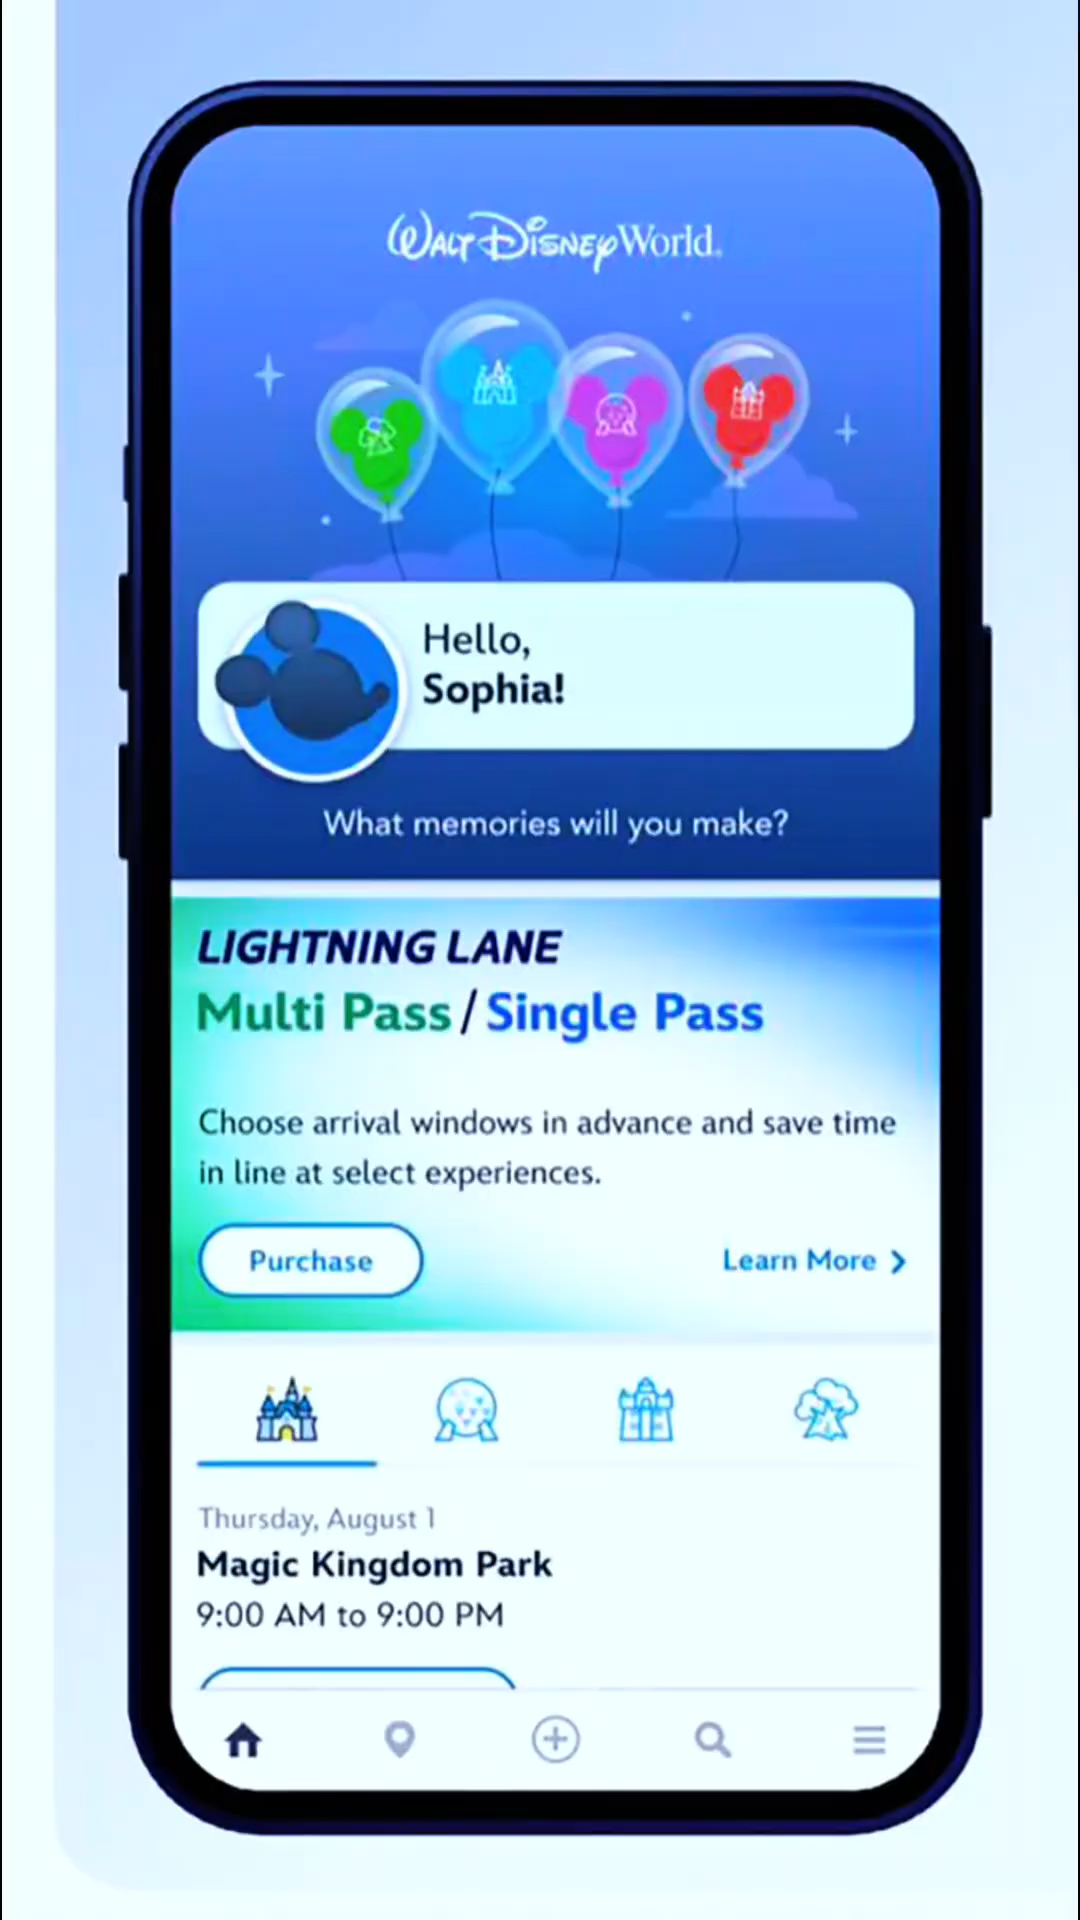 Walt Disney World
Hello,
Sophia!
What memories will you make?
LIGHTNING LANE
Multi Pass / Single Pass
Choose arrival windows in advance and save time
in line at select experiences.
Purchase
Learn More
Thursday, August 1
Magic Kingdom Park
9:00 AM to 9:00 PM